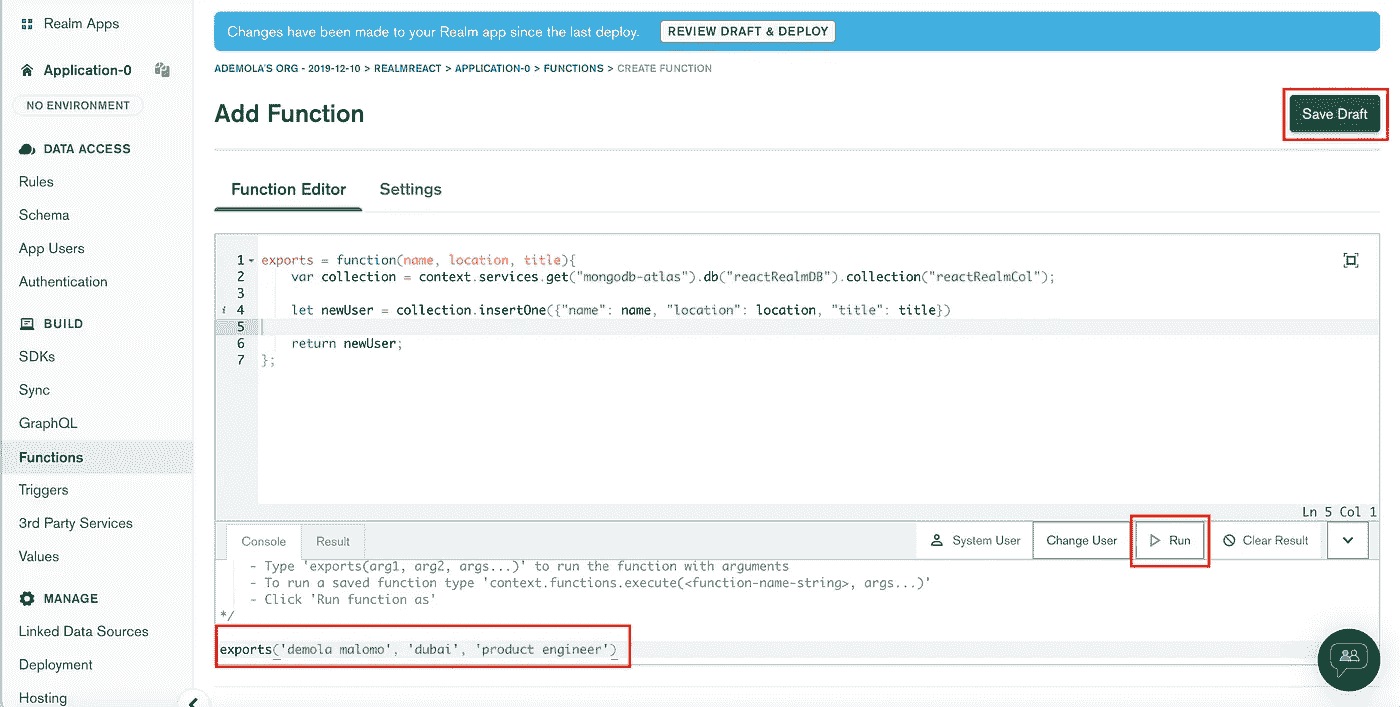 Realm Apps
Application-0
NO ENVIRONMENT
DATA ACCESS
Rules
Schema
App Users
Authentication
BUILD
SDKs
Sync
GraphQL
Functions
Triggers
3rd Party Services
Values
MANAGE
Linked Data Sources
Deployment
Hosting
Changes have been made to your Realm app since the last deploy. REVIEW DRAFT & DEPLOY
ADEMOLA'S ORG - 2019-12-10 > REALMREACT > APPLICATION-0 > FUNCTIONS > CREATE FUNCTION
Add Function
Save Draft
Function Editor Settings
1 exports = function(name, location, title){
2 var collection = context.services.get("mongodb-atlas").db("reactRealmDB").collection("reactRealmCol");
3
i 4 let newUser = collection.insertOne({"name": name, "location": location, "title": title})
5
6 return newUser;
7 };
Ln 5 Col 1
Console Result System User Change User Run Clear Result
- Type 'exports(arg1, arg2, args...)' to run the function with arguments
- To run a saved function type 'context.functions.execute(<function-name-string>, args...)'
- Click 'Run function as'
*/
exports('demola malomo', 'dubai', 'product engineer')